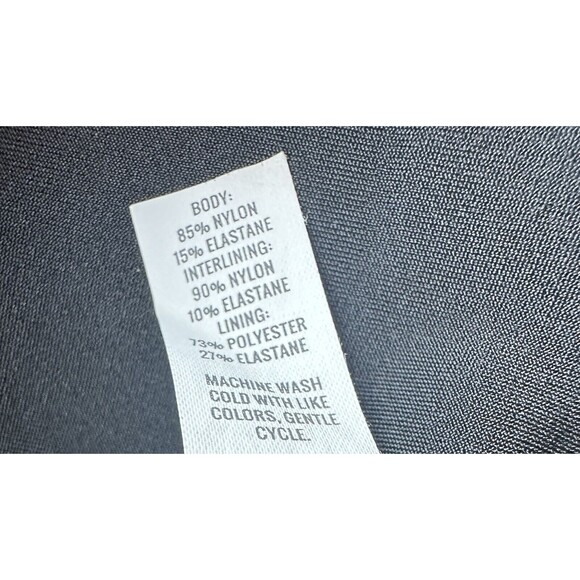 BODY:
85% NYLON
15% ELASTANE
INTERLINING:
90% NYLON
10% ELASTANE
LINING:
73% POLYESTER
27% ELASTANE
MACHINE WASH
COLD WITH LIKE
COLORS, GENTLE
CYCLE.